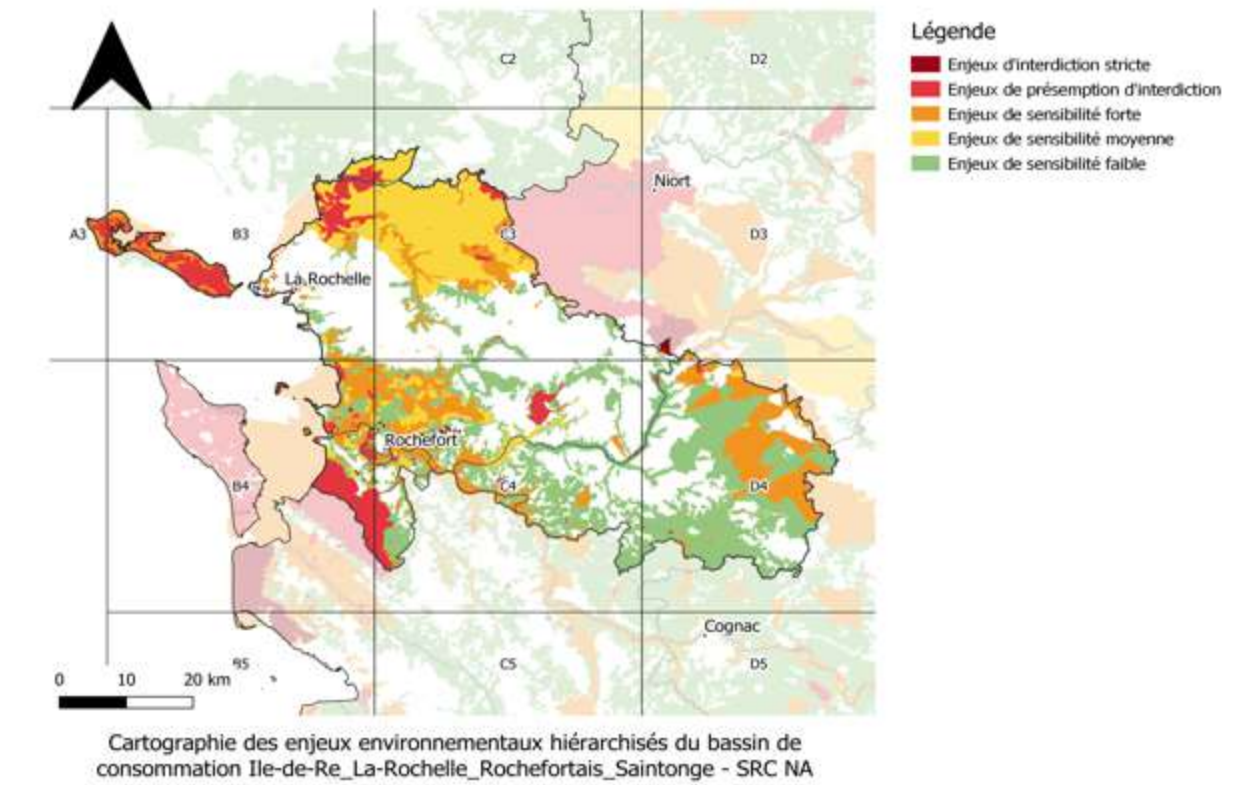 Légende
Enjeux d'interdiction stricte
Enjeux de présemption d'interdiction
Enjeux de sensibilité forte
Enjeux de sensibilité moyenne
Enjeux de sensibilité faible
C2
D2
Niort
A3
B3
C3
D3
La Rochelle
Rochefort
B4
C4
D4
Cognac
B5
C5
D5
0 10 20 km
Cartographie des enjeux environnementaux hiérarchisés du bassin de
consommation Ile-de-Re_La-Rochelle_Rochefortais_Saintonge - SRC NA